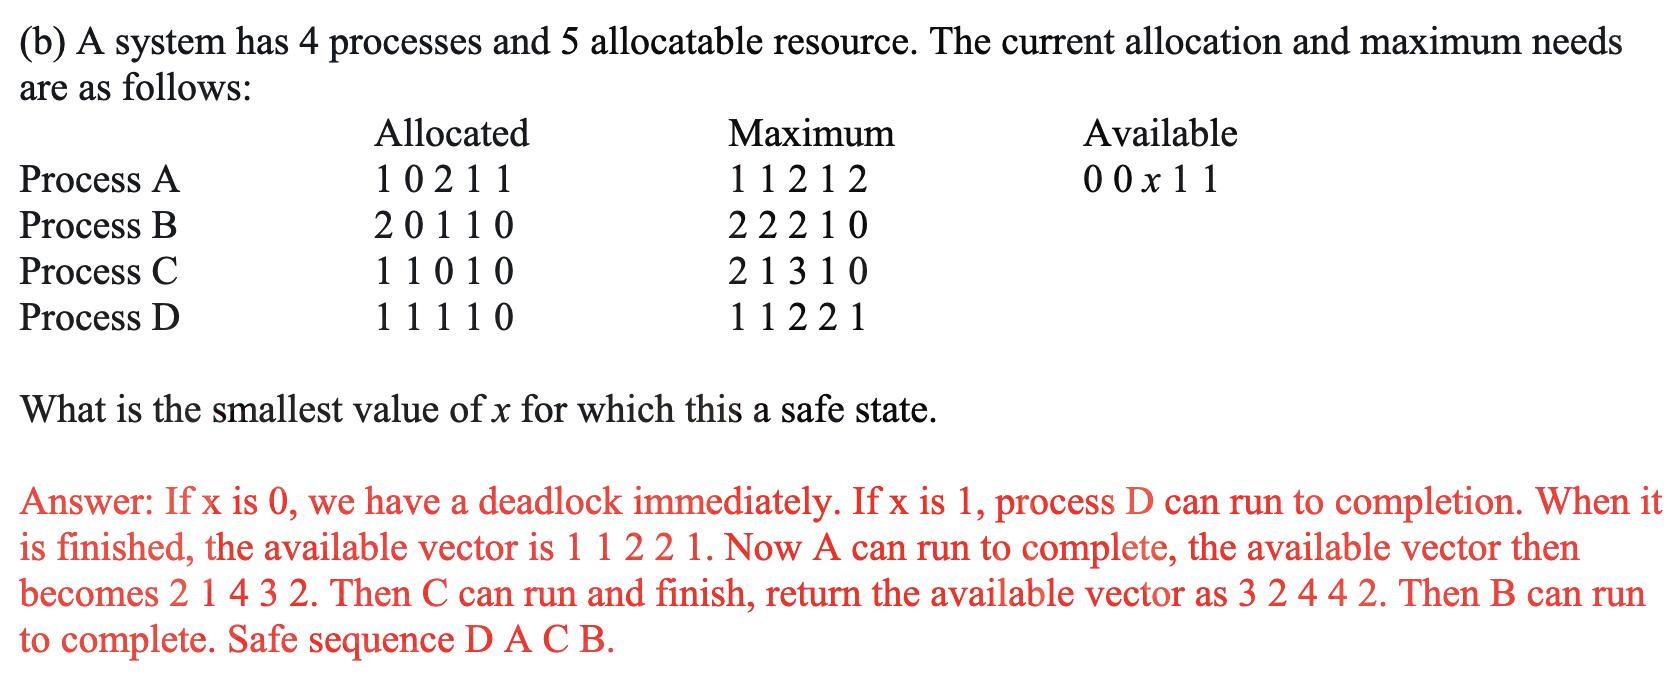 (b) A system has 4 processes and 5 allocatable resource. The current allocation and maximum needs
are as follows:
Allocated Maximum Available
Process A 1 0 2 1 1 1 1 2 1 2 0 0 x 1 1
Process B 2 0 1 1 0 2 2 2 1 0
Process C 1 1 0 1 0 2 1 3 1 0
Process D 1 1 1 1 0 1 1 2 2 1
What is the smallest value of x for which this a safe state.
Answer: If x is 0, we have a deadlock immediately. If x is 1, process D can run to completion. When it
is finished, the available vector is 1 1 2 2 1. Now A can run to complete, the available vector then
becomes 2 1 4 3 2. Then C can run and finish, return the available vector as 3 2 4 4 2. Then B can run
to complete. Safe sequence D A C B.